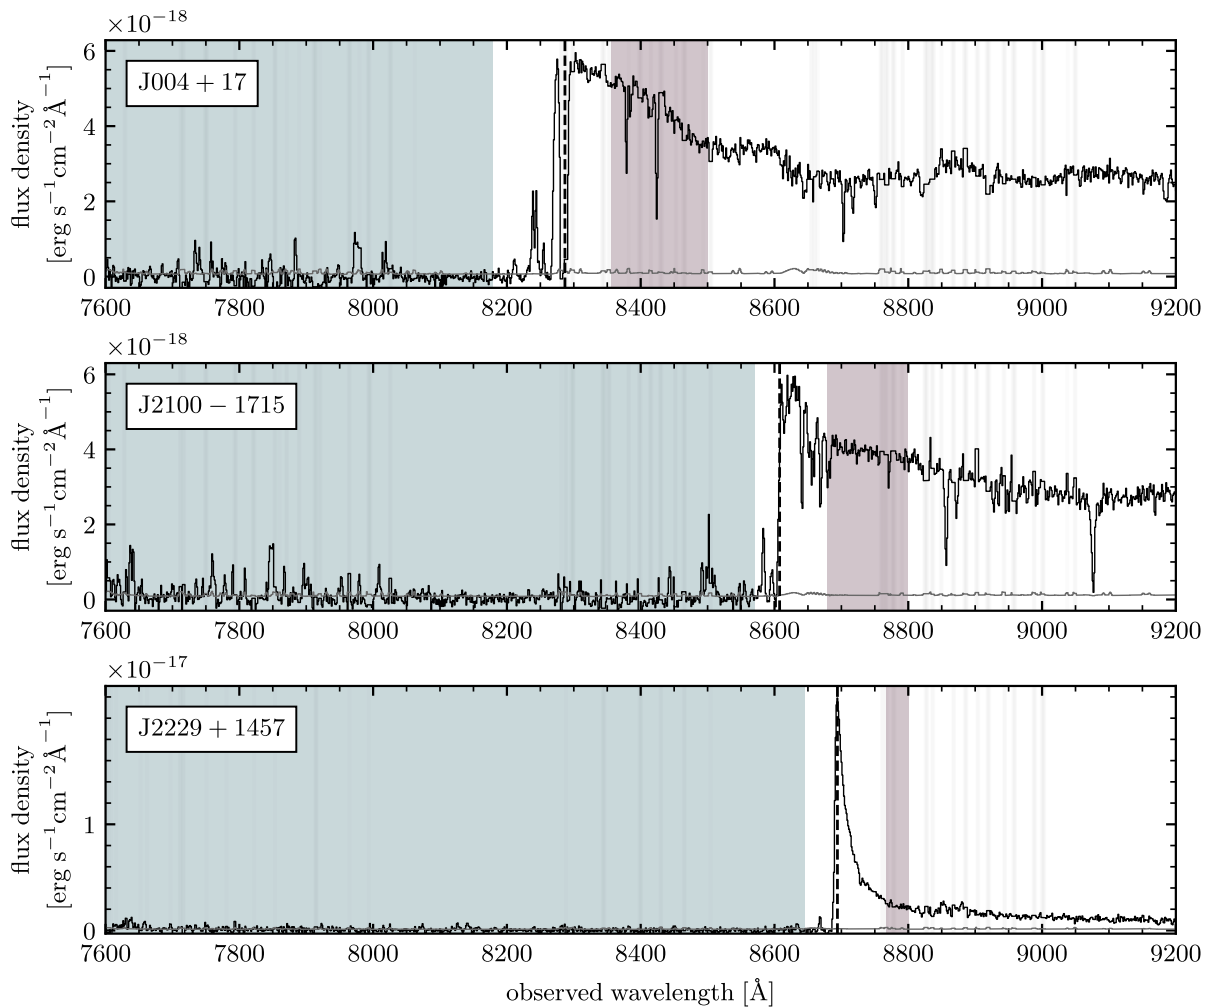 ×10⁻¹⁸
6
4
2
0
flux density
[erg s⁻¹cm⁻²Å⁻¹]
J004 + 17
7600 7800 8000 8200 8400 8600 8800 9000 9200
×10⁻¹⁸
6
4
2
0
flux density
[erg s⁻¹cm⁻²Å⁻¹]
J2100 − 1715
7600 7800 8000 8200 8400 8600 8800 9000 9200
×10⁻¹⁷
1
0
flux density
[erg s⁻¹cm⁻²Å⁻¹]
J2229 + 1457
7600 7800 8000 8200 8400 8600 8800 9000 9200
observed wavelength [Å]